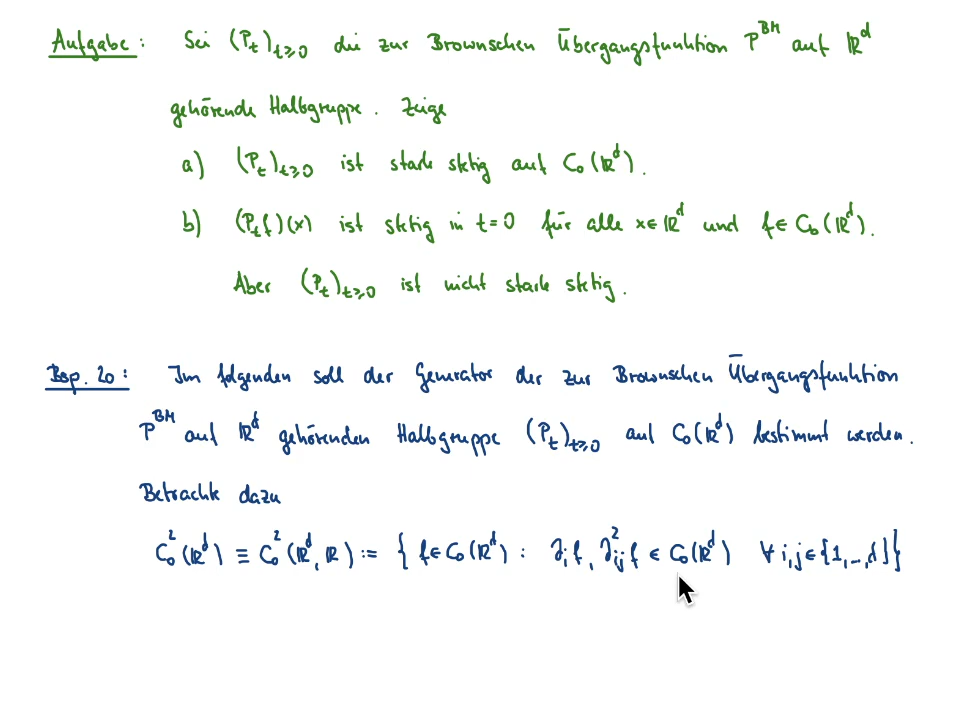 Aufgabe: Sei (P_t)_{t≥0} die zur Brownschen Übergangsfunktion P^{BM} auf ℝ^d
gehörende Halbgruppe. Zeige
a) (P_t)_{t≥0} ist stark stetig auf C_0(ℝ^d).
b) (P_t f)(x) ist stetig in t=0 für alle x∈ℝ^d und f∈C_b(ℝ^d).
Aber (P_t)_{t≥0} ist nicht stark stetig.
Bsp. 20: Im folgenden soll der Generator der zur Brownschen Übergangsfunktion
P^{BM} auf ℝ^d gehörenden Halbgruppe (P_t)_{t≥0} auf C_0(ℝ^d) bestimmt werden.
Betrachte dazu
C_0^2(ℝ^d) ≡ C_0^2(ℝ^d, ℝ) := { f∈C_0(ℝ^d) : ∂_i f, ∂_{ij}^2 f ∈ C_0(ℝ^d) ∀ i,j∈{1,…,d} }